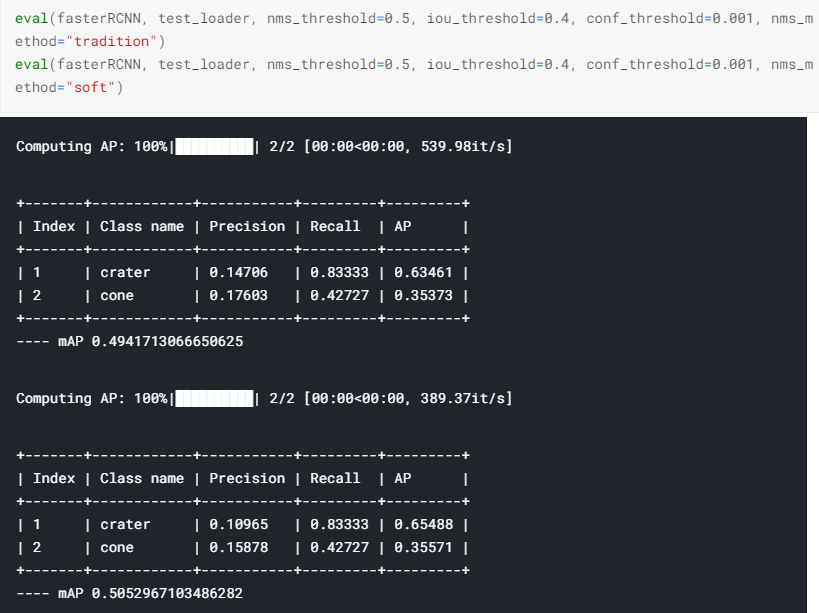 eval(fasterRCNN, test_loader, nms_threshold=0.5, iou_threshold=0.4, conf_threshold=0.001, nms_m
ethod="tradition")
eval(fasterRCNN, test_loader, nms_threshold=0.5, iou_threshold=0.4, conf_threshold=0.001, nms_m
ethod="soft")
Computing AP: 100%|██████████| 2/2 [00:00<00:00, 539.98it/s]
+-------+------------+-----------+---------+---------+
| Index | Class name | Precision | Recall  | AP      |
+-------+------------+-----------+---------+---------+
| 1     | crater     | 0.14706   | 0.83333 | 0.63461 |
| 2     | cone       | 0.17603   | 0.42727 | 0.35373 |
+-------+------------+-----------+---------+---------+
---- mAP 0.4941713066650625
Computing AP: 100%|██████████| 2/2 [00:00<00:00, 389.37it/s]
+-------+------------+-----------+---------+---------+
| Index | Class name | Precision | Recall  | AP      |
+-------+------------+-----------+---------+---------+
| 1     | crater     | 0.10965   | 0.83333 | 0.65488 |
| 2     | cone       | 0.15878   | 0.42727 | 0.35571 |
+-------+------------+-----------+---------+---------+
---- mAP 0.5052967103486282